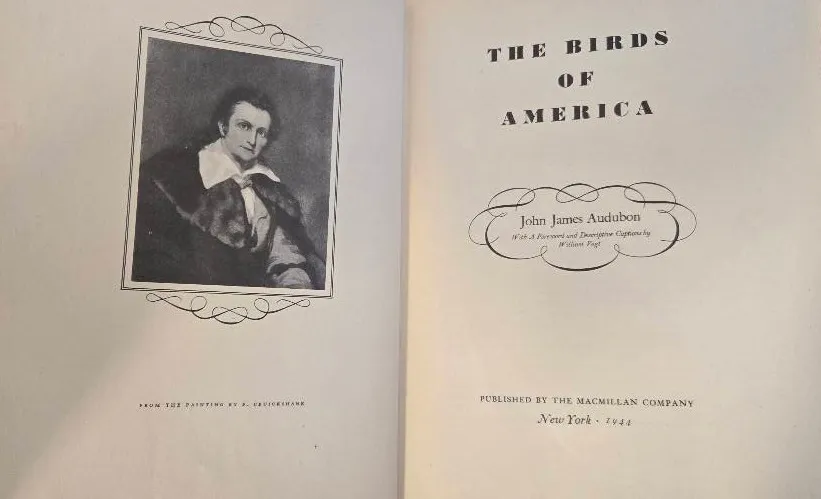 FROM THE PAINTING BY F. CRUICKSHANK
THE BIRDS
OF
AMERICA
John James Audubon
With A Foreword and Descriptive Captions by
William Vogt
PUBLISHED BY THE MACMILLAN COMPANY
New York · 1944